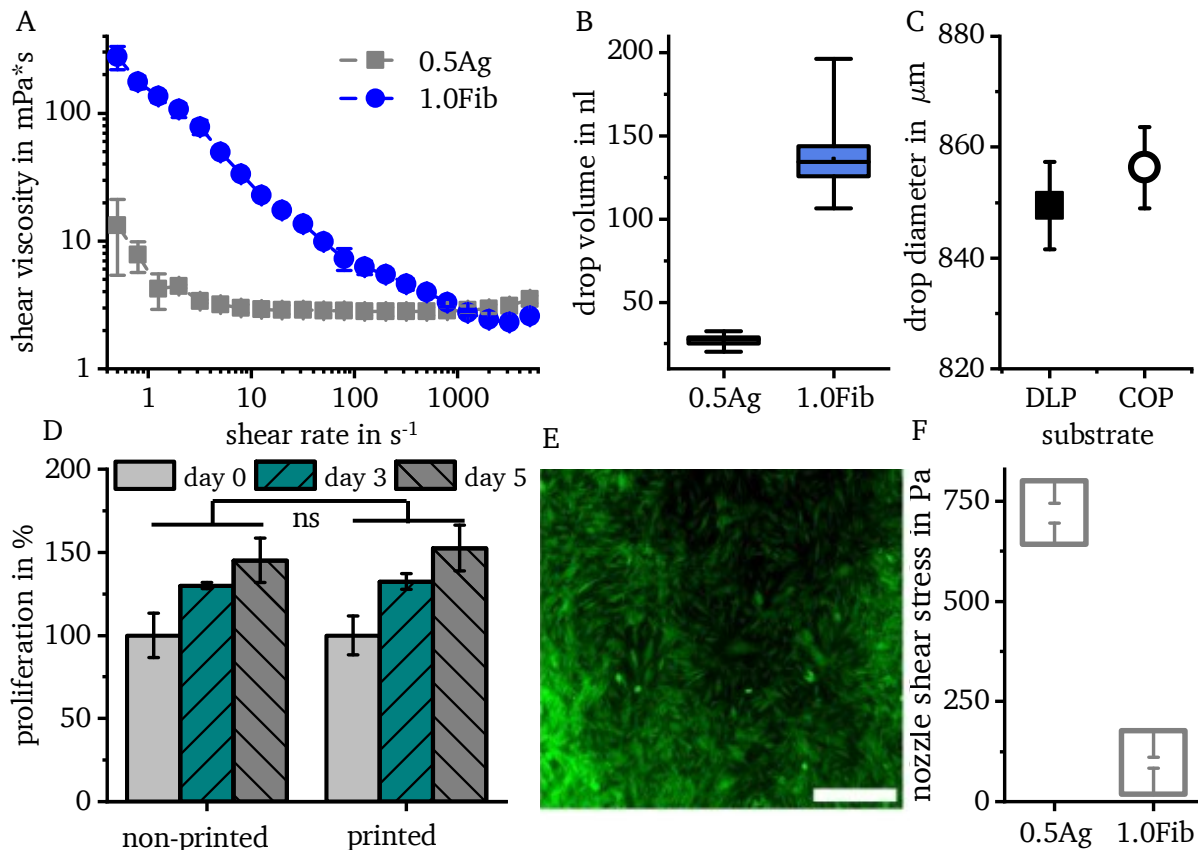 A
shear viscosity in mPa*s
100
10
1
0.5Ag
1.0Fib
1 10 100 1000
shear rate in s-1
B
drop volume in nl
200
150
100
50
0.5Ag 1.0Fib
C
drop diameter in μm
880
860
840
820
DLP COP
substrate
D
proliferation in %
200
150
100
50
0
day 0 day 3 day 5
ns
non-printed printed
E
F
nozzle shear stress in Pa
750
500
250
0
0.5Ag 1.0Fib